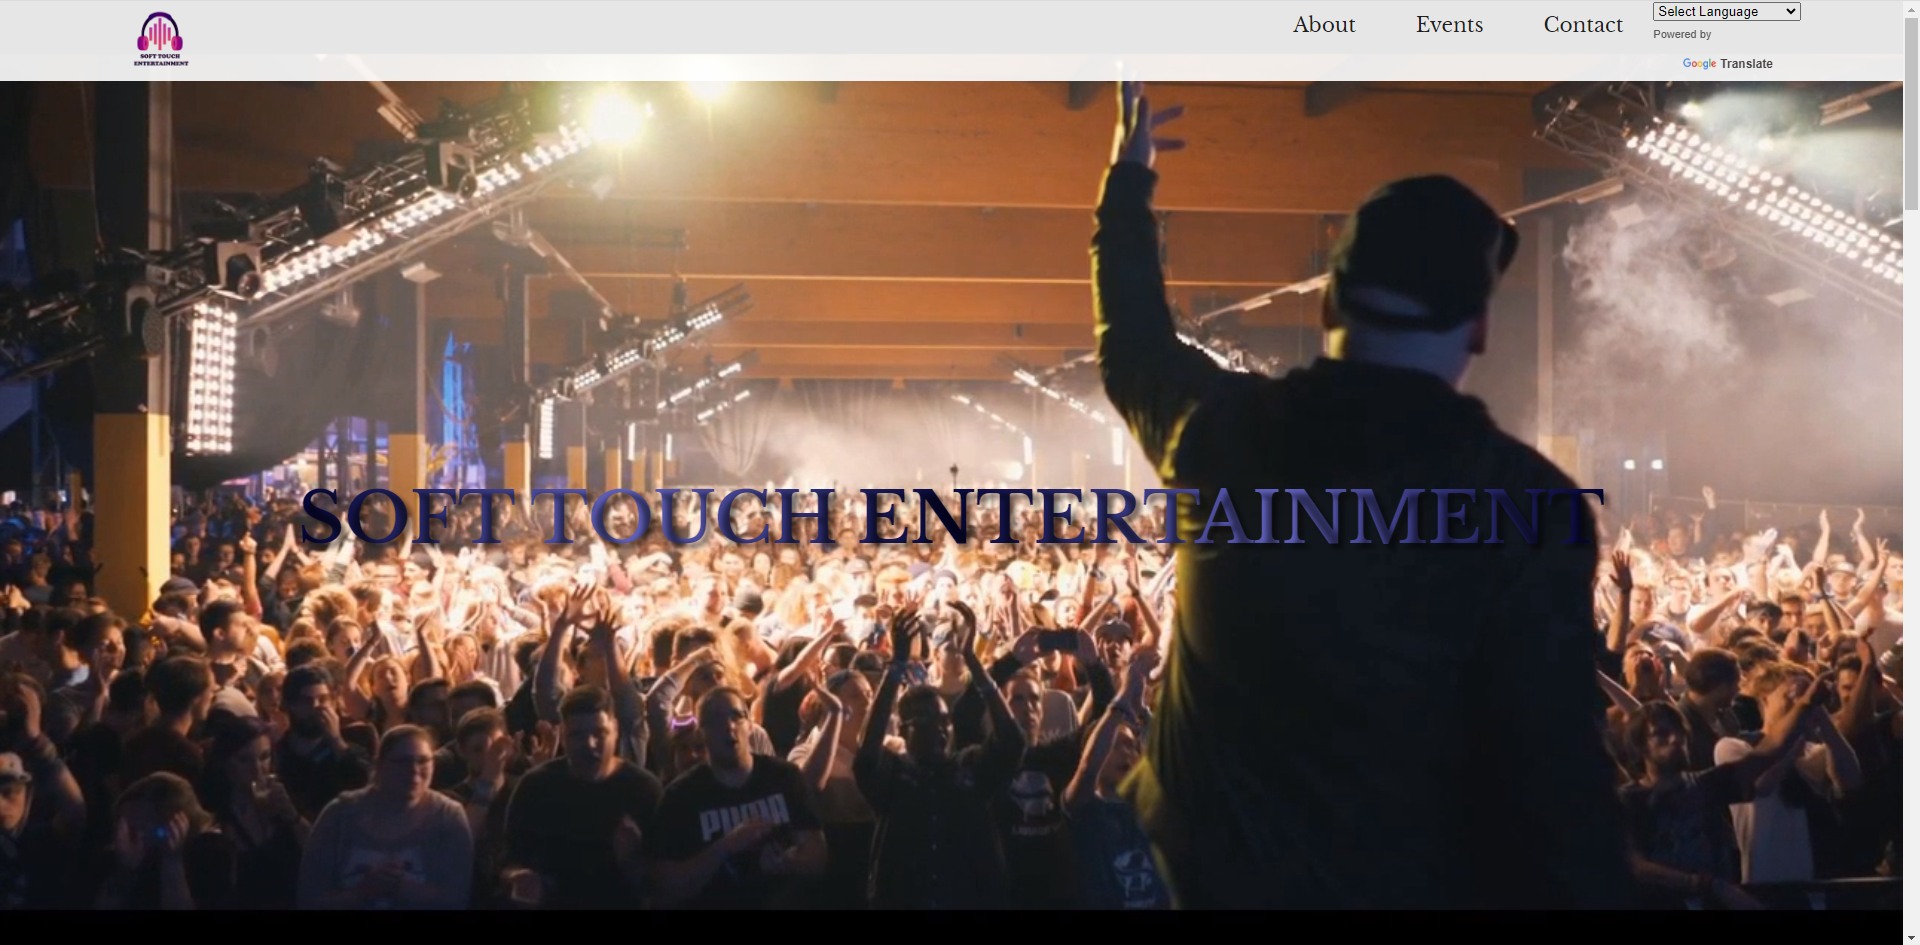 SOFT TOUCH
ENTERTAINMENT
About
Events
Contact
Select Language
Powered by
Google Translate
SOFT TOUCH ENTERTAINMENT
PUMA